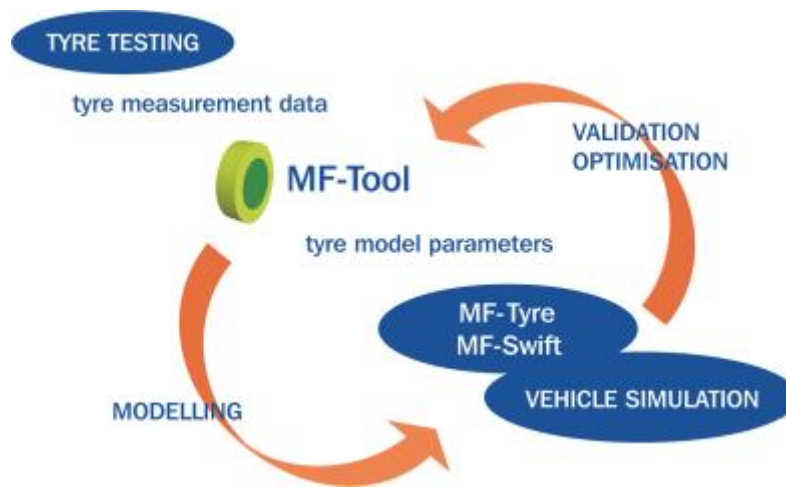 TYRE TESTING
tyre measurement data
VALIDATION
OPTIMISATION
MF-Tool
tyre model parameters
MF-Tyre
MF-Swift
VEHICLE SIMULATION
MODELLING